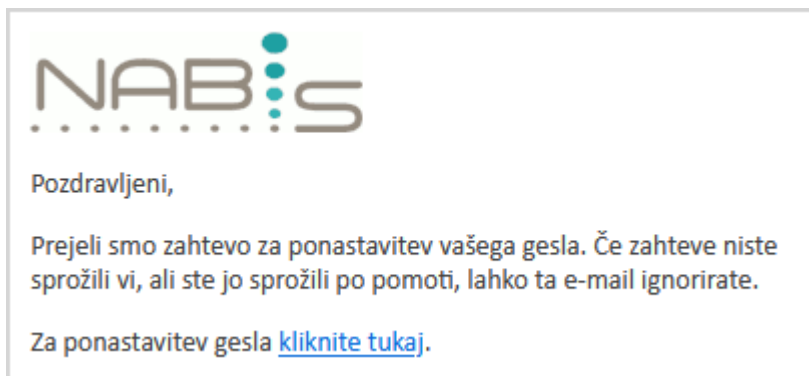 NABIS
Pozdravljeni,
Prejeli smo zahtevo za ponastavitev vašega gesla. Če zahteve niste
sprožili vi, ali ste jo sprožili po pomoti, lahko ta e-mail ignorirate.
Za ponastavitev gesla kliknite tukaj.